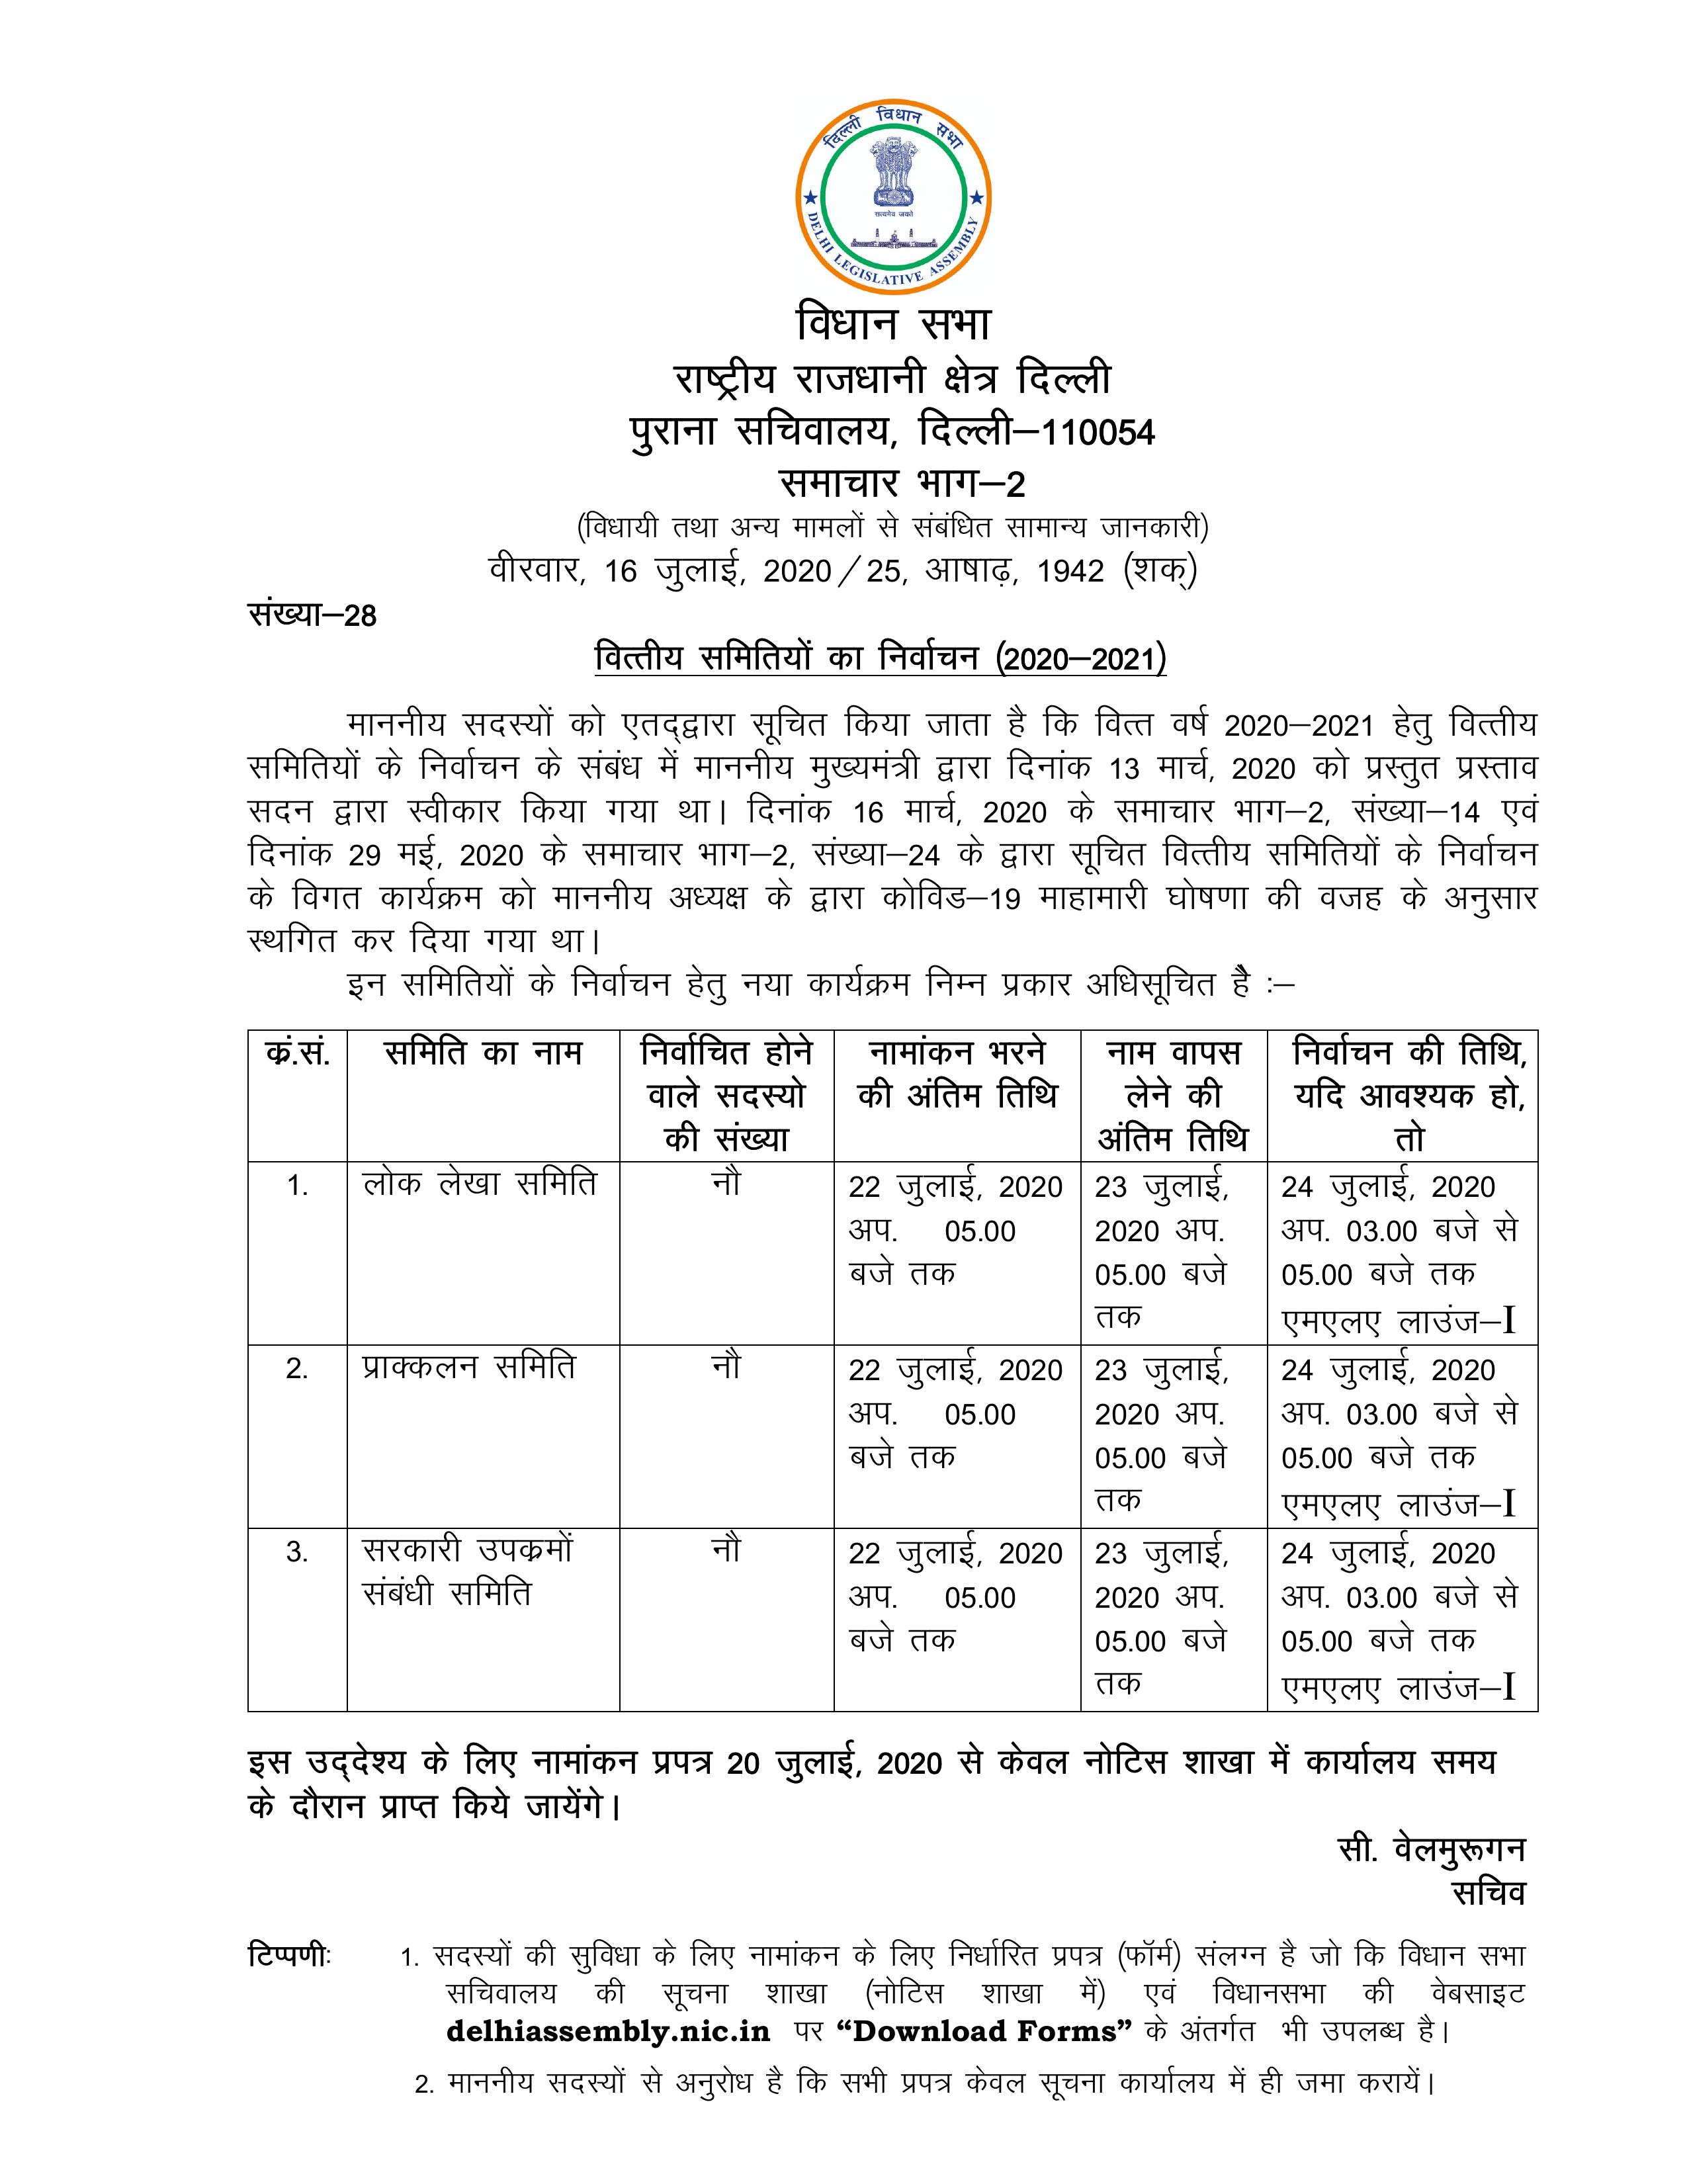 दिल्ली विधान सभा
सत्यमेव जयते
DELHI LEGISLATIVE ASSEMBLY
विधान सभा
राष्ट्रीय राजधानी क्षेत्र दिल्ली
पुराना सचिवालय, दिल्ली–110054
समाचार भाग–2
(विधायी तथा अन्य मामलों से संबंधित सामान्य जानकारी)
वीरवार, 16 जुलाई, 2020/25, आषाढ़, 1942 (शक्)
संख्या–28
वित्तीय समितियों का निर्वाचन (2020–2021)
माननीय सदस्यों को एतद्द्वारा सूचित किया जाता है कि वित्त वर्ष 2020–2021 हेतु वित्तीय
समितियों के निर्वाचन के संबंध में माननीय मुख्यमंत्री द्वारा दिनांक 13 मार्च, 2020 को प्रस्तुत प्रस्ताव
सदन द्वारा स्वीकार किया गया था। दिनांक 16 मार्च, 2020 के समाचार भाग–2, संख्या–14 एवं
दिनांक 29 मई, 2020 के समाचार भाग–2, संख्या–24 के द्वारा सूचित वित्तीय समितियों के निर्वाचन
के विगत कार्यक्रम को माननीय अध्यक्ष के द्वारा कोविड–19 माहामारी घोषणा की वजह के अनुसार
स्थगित कर दिया गया था।
इन समितियों के निर्वाचन हेतु नया कार्यक्रम निम्न प्रकार अधिसूचित है :–
क्रं.सं. समिति का नाम निर्वाचित होने वाले सदस्यो की संख्या नामांकन भरने की अंतिम तिथि नाम वापस लेने की अंतिम तिथि निर्वाचन की तिथि, यदि आवश्यक हो, तो
1. लोक लेखा समिति नौ 22 जुलाई, 2020 अप. 05.00 बजे तक 23 जुलाई, 2020 अप. 05.00 बजे तक 24 जुलाई, 2020 अप. 03.00 बजे से 05.00 बजे तक एमएलए लाउंज–I
2. प्राक्कलन समिति नौ 22 जुलाई, 2020 अप. 05.00 बजे तक 23 जुलाई, 2020 अप. 05.00 बजे तक 24 जुलाई, 2020 अप. 03.00 बजे से 05.00 बजे तक एमएलए लाउंज–I
3. सरकारी उपक्रमों संबंधी समिति नौ 22 जुलाई, 2020 अप. 05.00 बजे तक 23 जुलाई, 2020 अप. 05.00 बजे तक 24 जुलाई, 2020 अप. 03.00 बजे से 05.00 बजे तक एमएलए लाउंज–I
इस उद्देश्य के लिए नामांकन प्रपत्र 20 जुलाई, 2020 से केवल नोटिस शाखा में कार्यालय समय
के दौरान प्राप्त किये जायेंगे।
सी. वेलमुरूगन
सचिव
टिप्पणीः 1. सदस्यों की सुविधा के लिए नामांकन के लिए निर्धारित प्रपत्र (फॉर्म) संलग्न है जो कि विधान सभा
सचिवालय की सूचना शाखा (नोटिस शाखा में) एवं विधानसभा की वेबसाइट
delhiassembly.nic.in पर “Download Forms” के अंतर्गत भी उपलब्ध है।
2. माननीय सदस्यों से अनुरोध है कि सभी प्रपत्र केवल सूचना कार्यालय में ही जमा करायें।